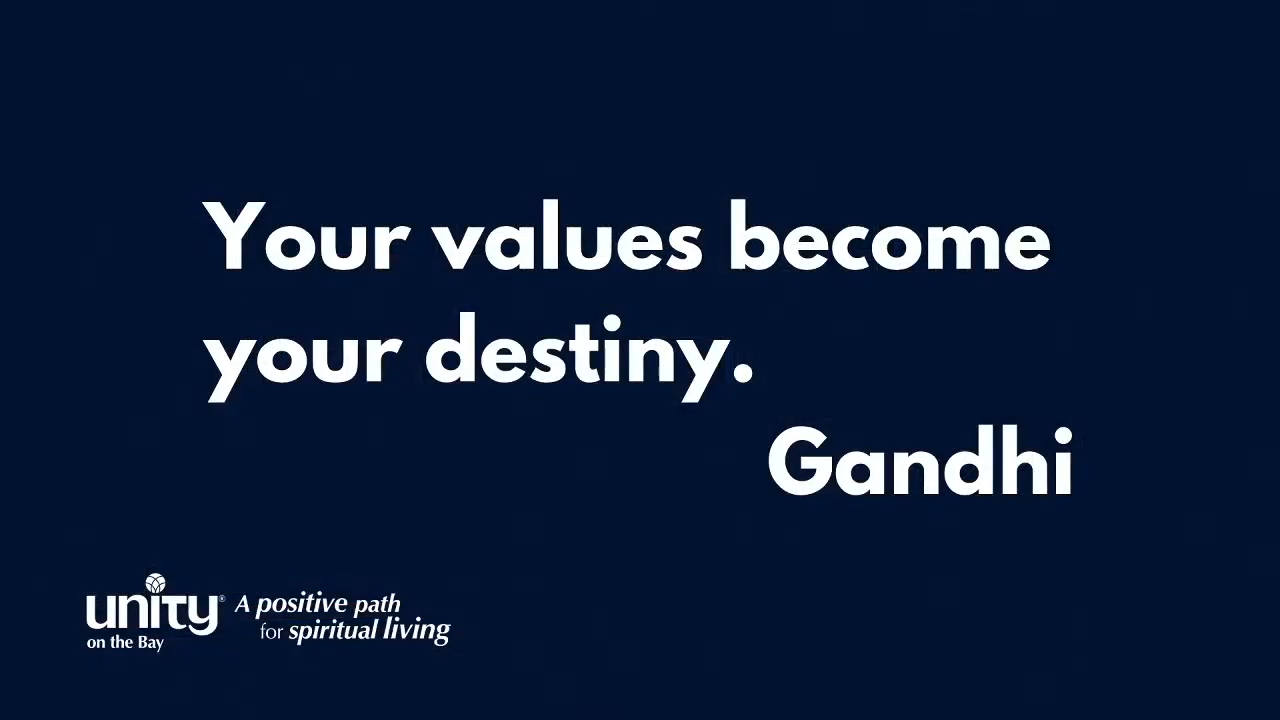 Your values become
your destiny.
Gandhi
unity® A positive path
on the Bay for spiritual living